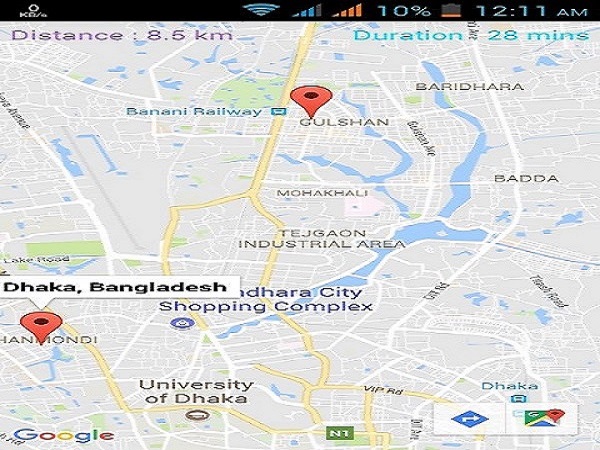 KB/s 10% 12:11 AM
Distance : 8.5 km Duration : 28 mins
BARIDHARA
Banani Railway
GULSHAN
Gulshan Ave
BADDA
MOHAKHALI
TEJGAON
INDUSTRIAL AREA
Lake Road
Dhaka, Bangladesh
ndhara City
Shopping Complex
HANMONDI
University
of Dhaka
VIP Rd
Dhaka
N1
Google